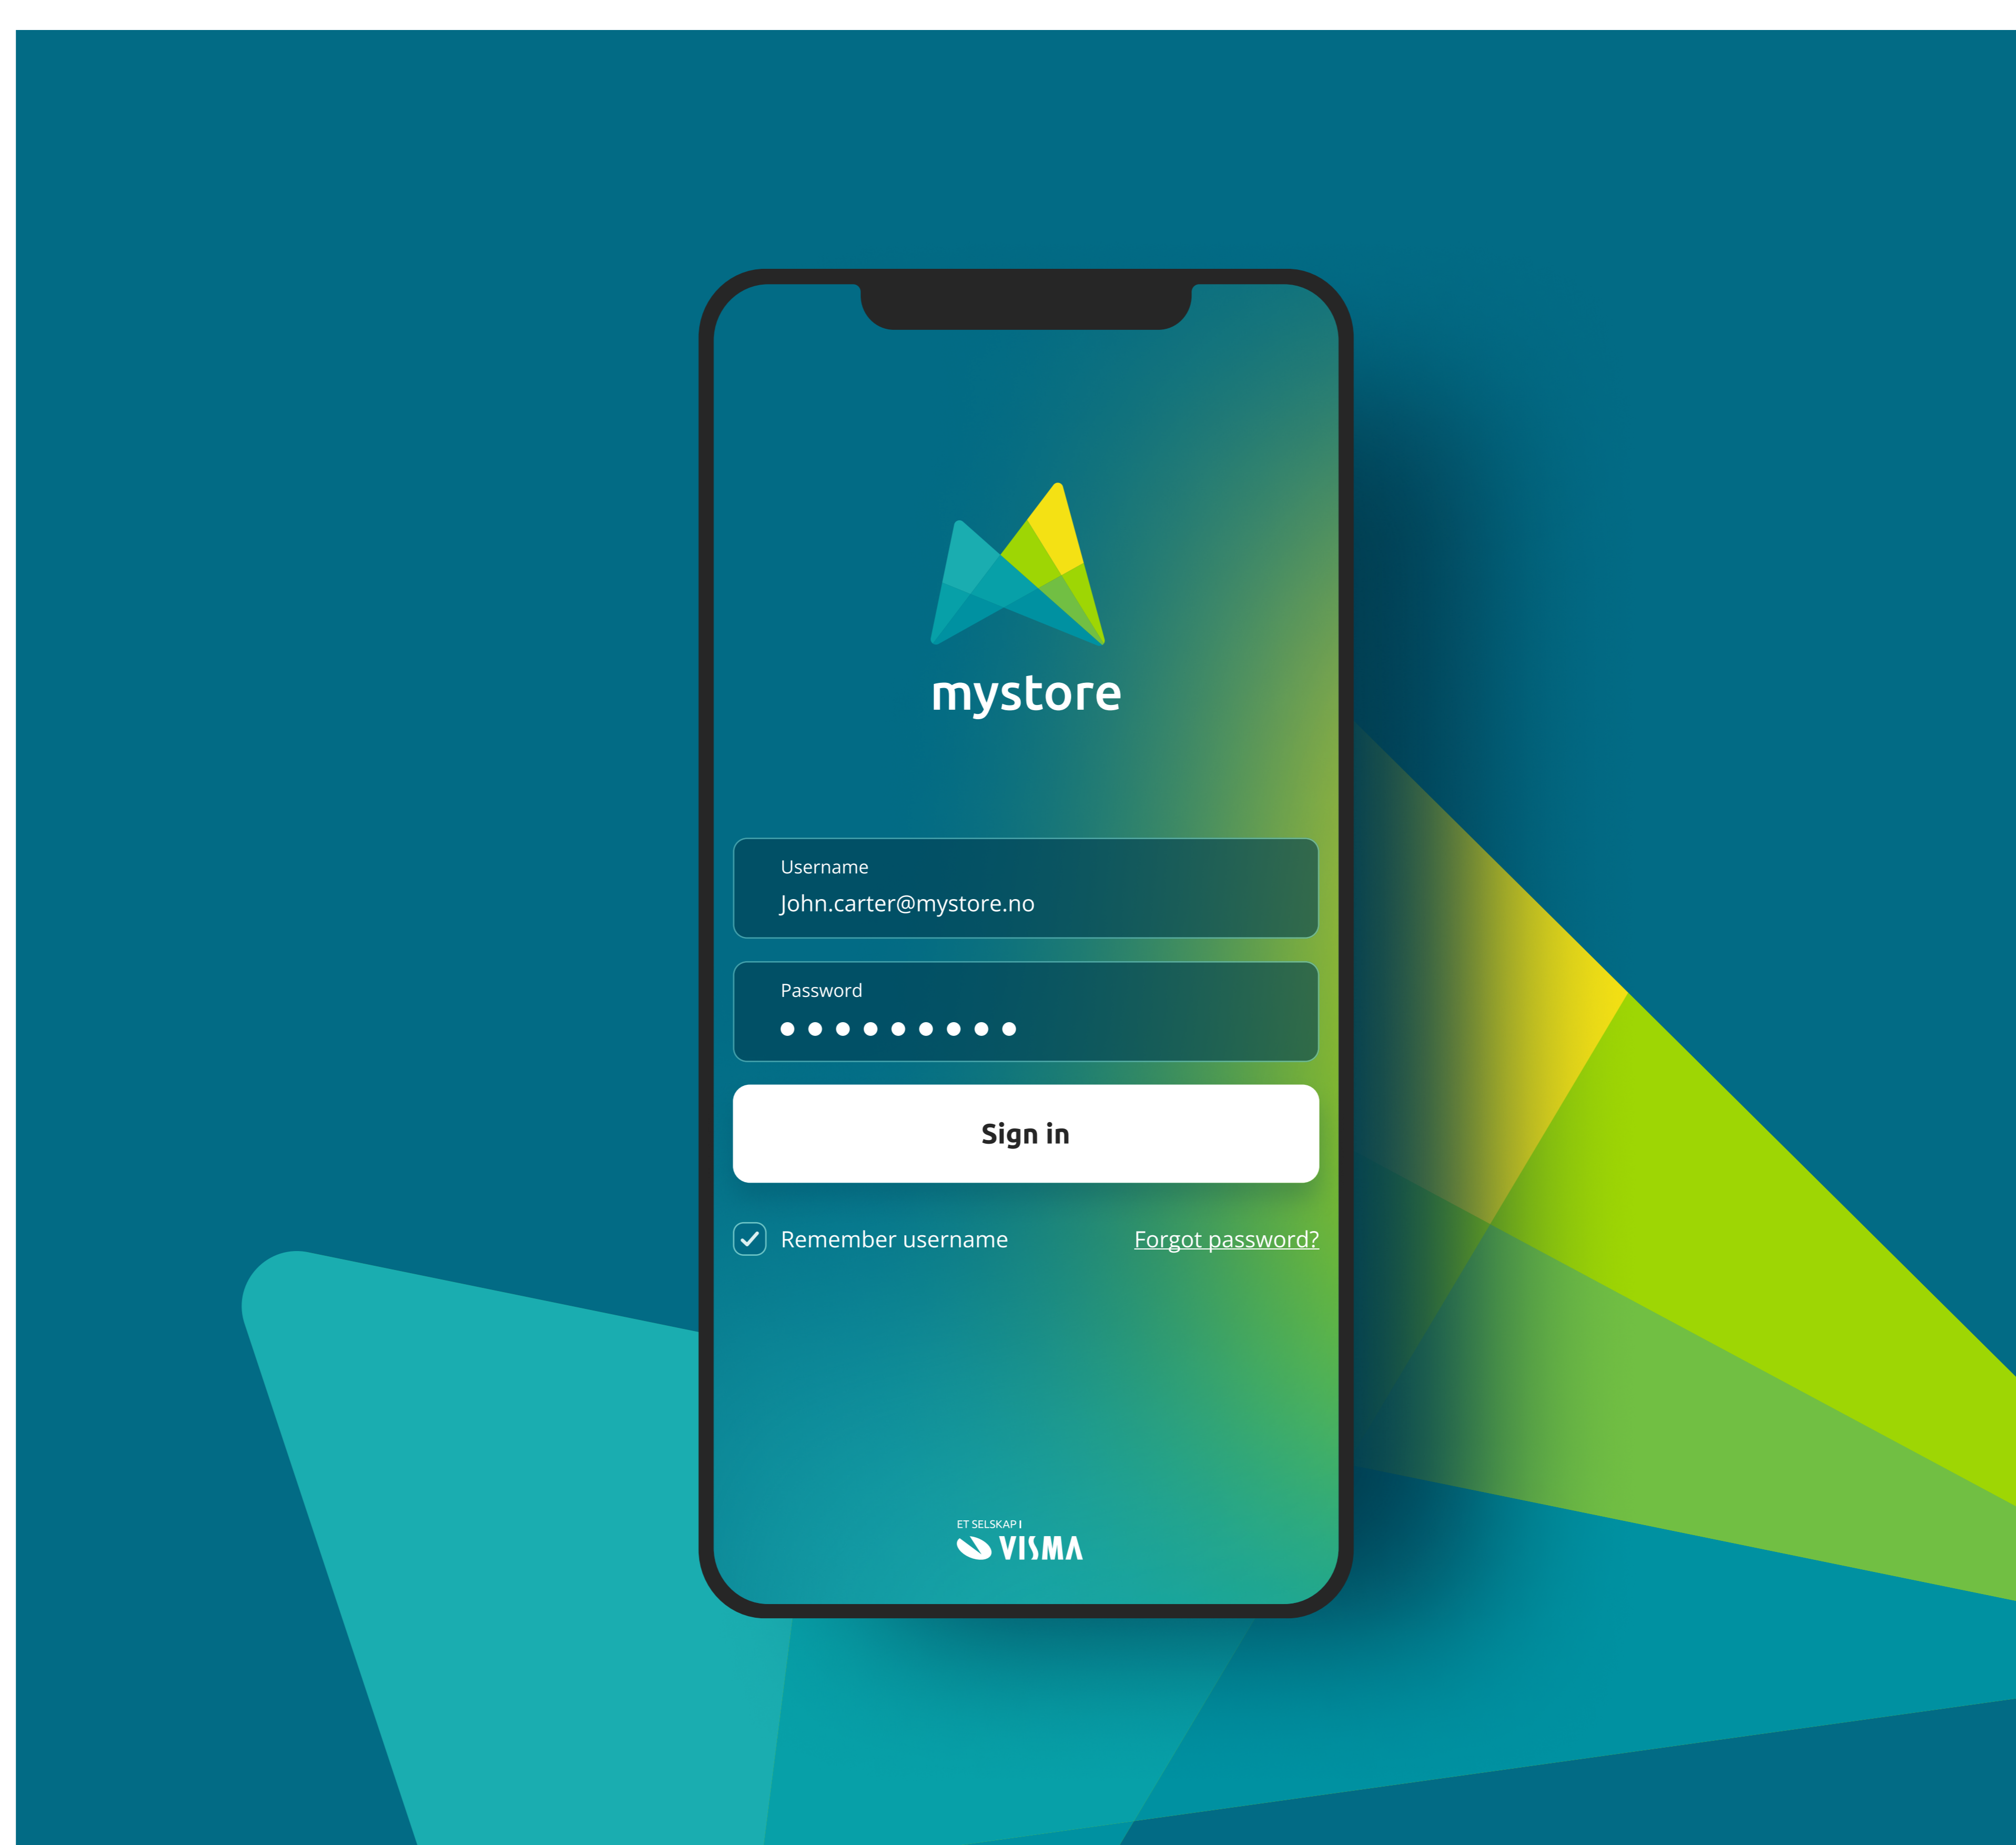 mystore
Username
John.carter@mystore.no
Password
Sign in
Remember username
Forgot password?
ET SELSKAP I
VISMA